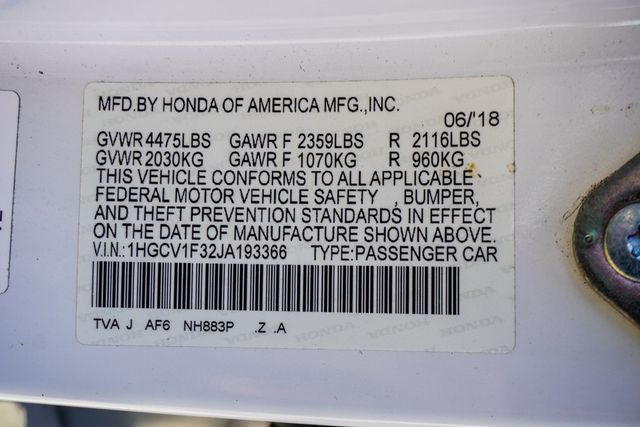 MFD.BY HONDA OF AMERICA MFG.,INC.
06/'18
GVWR 4475LBS GAWR F 2359LBS R 2116LBS
GVWR 2030KG GAWR F 1070KG R 960KG
THIS VEHICLE CONFORMS TO ALL APPLICABLE
FEDERAL MOTOR VEHICLE SAFETY , BUMPER,
AND THEFT PREVENTION STANDARDS IN EFFECT
ON THE DATE OF MANUFACTURE SHOWN ABOVE.
V.I.N.:1HGCV1F32JA193366 TYPE:PASSENGER CAR
TVA J AF6 NH883P .Z .A